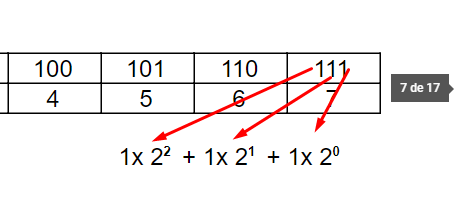 100 101 110 111
4 5 6 7
7 de 17
1x 2² + 1x 2¹ + 1x 2⁰